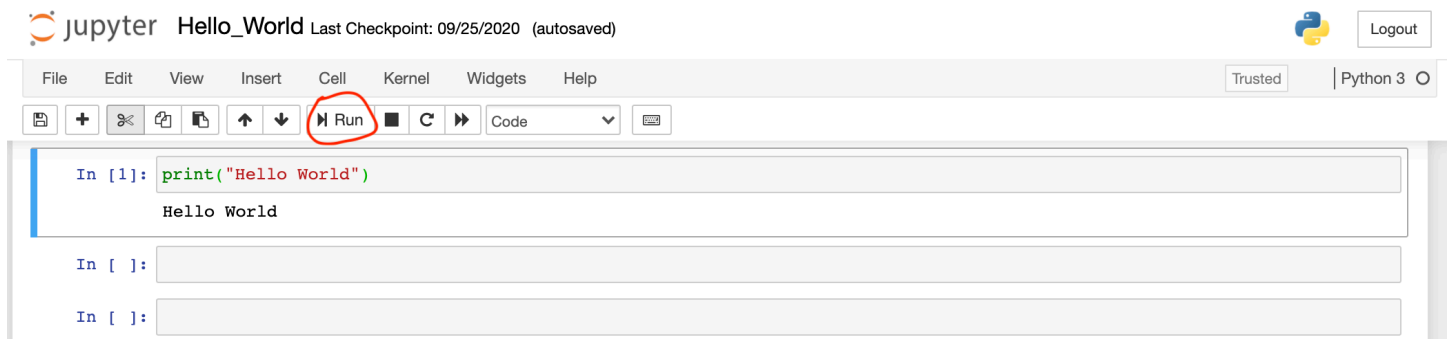 jupyter Hello_World Last Checkpoint: 09/25/2020 (autosaved) Logout
File Edit View Insert Cell Kernel Widgets Help Trusted Python 3
Run Code
In [1]: print("Hello World")
Hello World
In [ ]:
In [ ]: